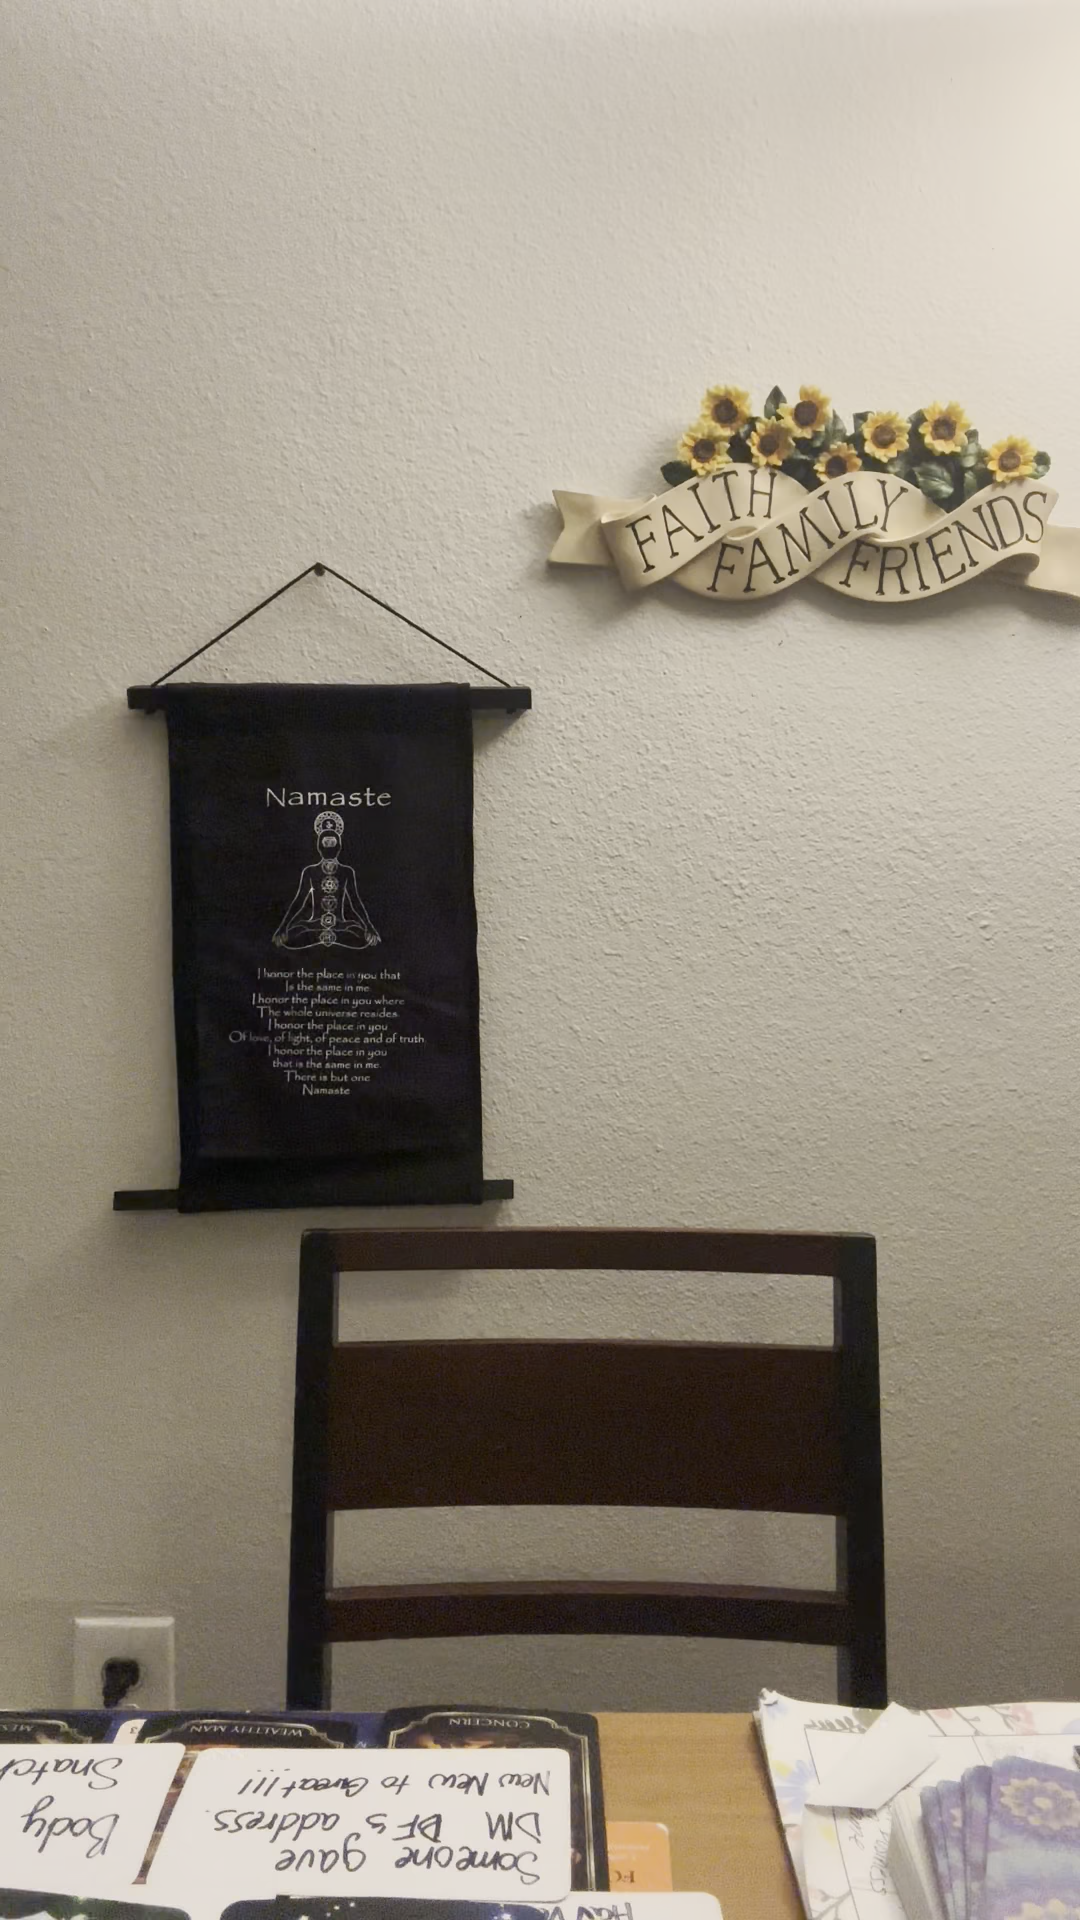 FAITH
FAMILY
FRIENDS
Namaste
I honor the place in you that
Is the same in me
I honor the place in you where
The whole universe resides
I honor the place in you
Of love, of light, of peace and of truth
I honor the place in you
that is the same in me.
There is but one
Namaste
CONCERN
WEALTHY MAN
3
Someone gave
DM BFs address.
New New to Great!!!
Body
Snatch